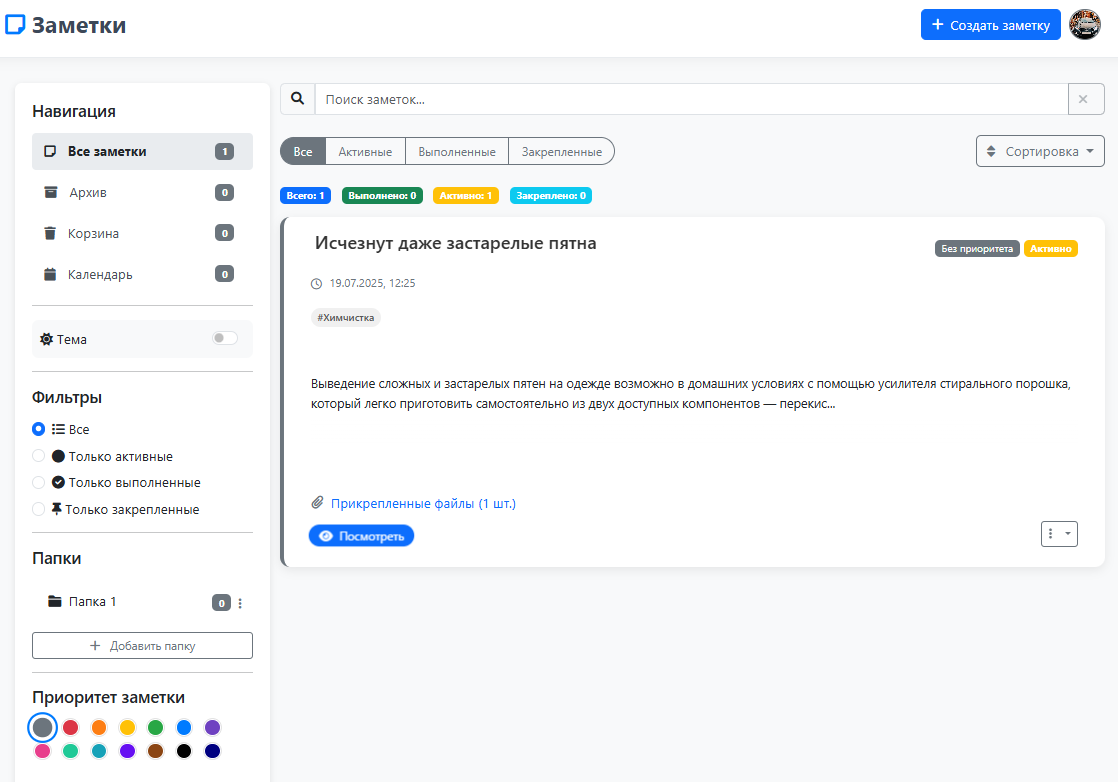 Заметки
Создать заметку
Навигация
Все заметки 1
Архив 0
Корзина 0
Календарь 0
Тема
Фильтры
Все
Только активные
Только выполненные
Только закрепленные
Папки
Папка 1 0
Добавить папку
Приоритет заметки
Поиск заметок...
Все Активные Выполненные Закрепленные
Сортировка
Всего: 1 Выполнено: 0 Активно: 1 Закреплено: 0
Исчезнут даже застарелые пятна
Без приоритета Активно
19.07.2025, 12:25
#Химчистка
Выведение сложных и застарелых пятен на одежде возможно в домашних условиях с помощью усилителя стирального порошка,
который легко приготовить самостоятельно из двух доступных компонентов — перекис...
Прикрепленные файлы (1 шт.)
Посмотреть